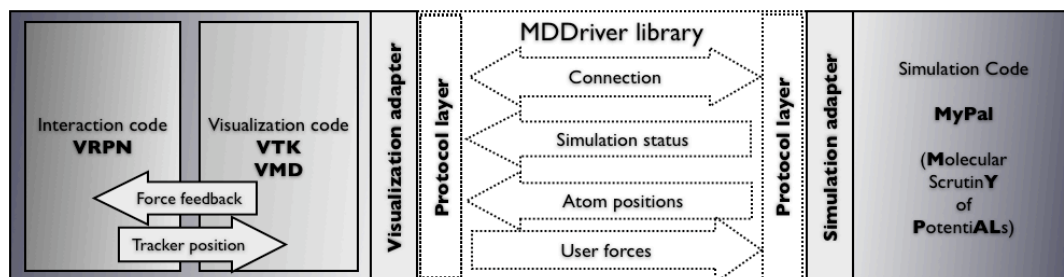 Interaction code
VRPN
Visualization code
VTK
VMD
Force feedback
Tracker position
Visualization adapter
Protocol layer
MDDriver library
Connection
Simulation status
Atom positions
User forces
Protocol layer
Simulation adapter
Simulation Code
MyPal
(Molecular
ScrutinY
of
PotentiALs)